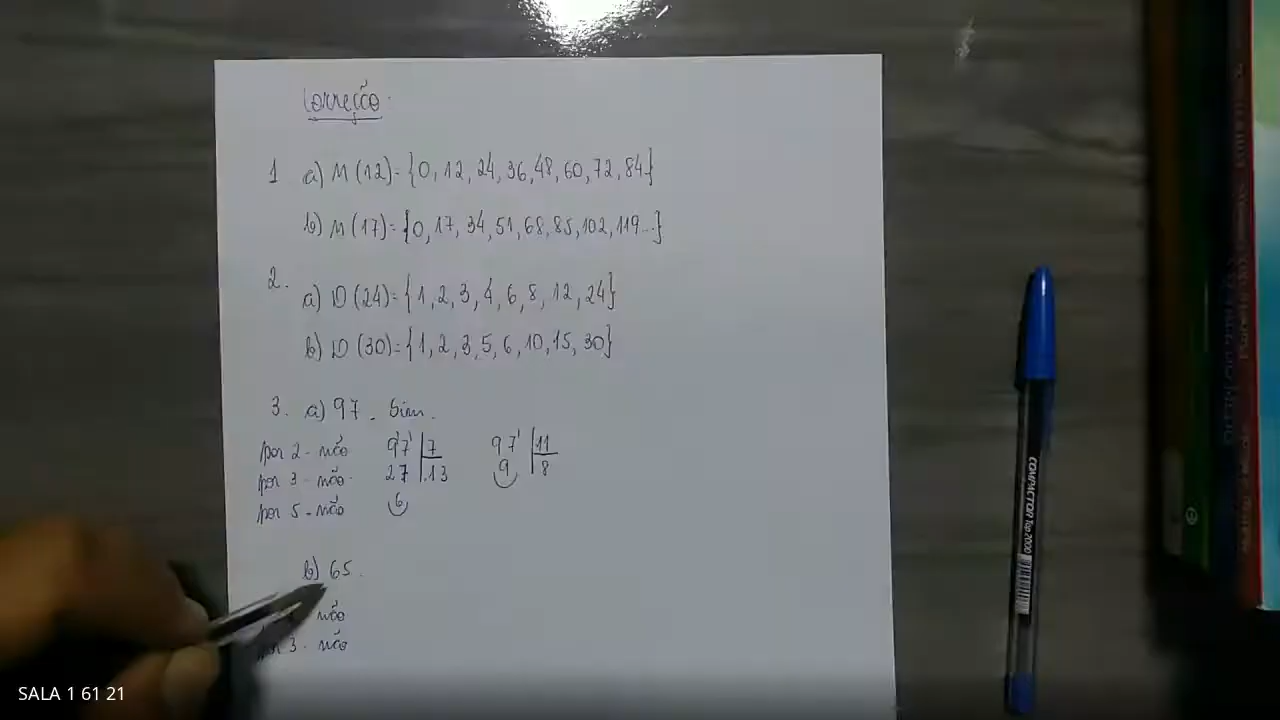 Correção.
1 a) M(12)= {0, 12, 24, 36, 48, 60, 72, 84}
b) M(17)= {0, 17, 34, 51, 68, 85, 102, 119...}
2.
a) D(24)= {1, 2, 3, 4, 6, 8, 12, 24}
b) D(30)= {1, 2, 3, 5, 6, 10, 15, 30}
3. a) 97. Sim.
por 2 - não 97 7 97 11
por 3 - não. 27 13 9 8
por 5 - não 6
b) 65.
não
3 - não
COMPACTOR Top 2000
SALA 1 61 21